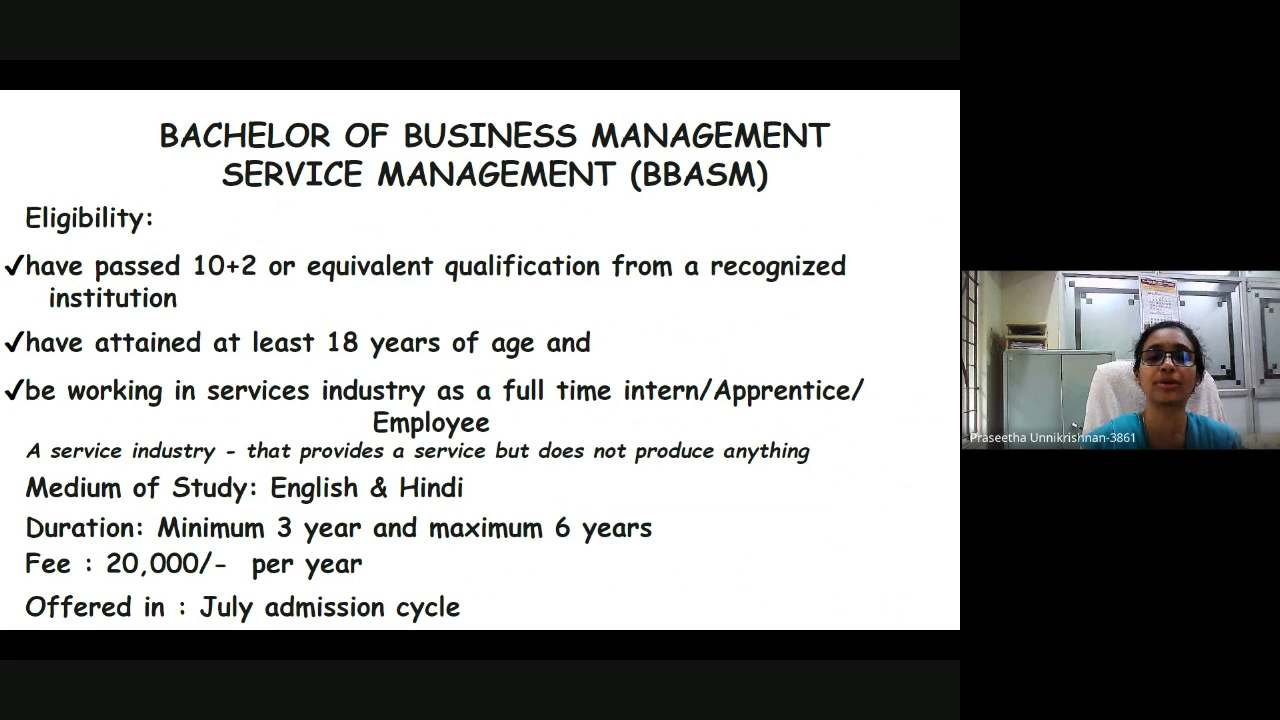 BACHELOR OF BUSINESS MANAGEMENT
SERVICE MANAGEMENT (BBASM)
Eligibility:
✓have passed 10+2 or equivalent qualification from a recognized
institution
✓have attained at least 18 years of age and
✓be working in services industry as a full time intern/Apprentice/
Employee
A service industry - that provides a service but does not produce anything
Medium of Study: English & Hindi
Duration: Minimum 3 year and maximum 6 years
Fee : 20,000/- per year
Offered in : July admission cycle
Praseetha Unnikrishnan-3861